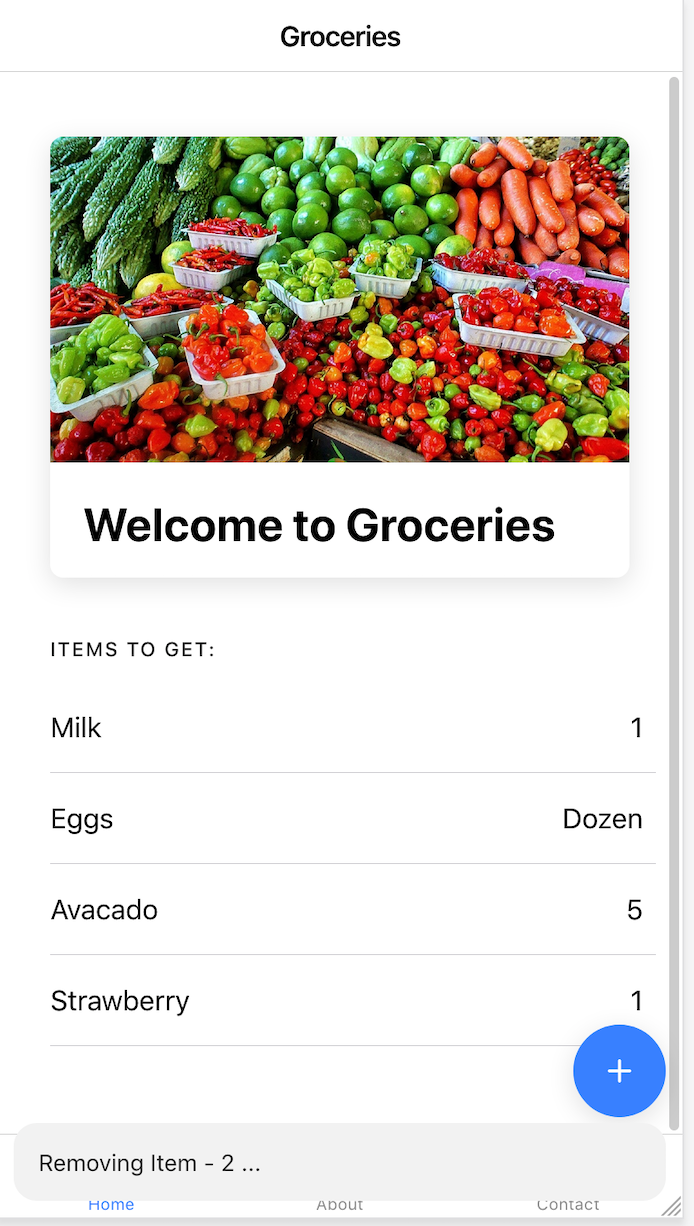 Groceries
Welcome to Groceries
ITEMS TO GET:
Milk 1
Eggs Dozen
Avacado 5
Strawberry 1
+
Removing Item - 2 ...
Home About Contact